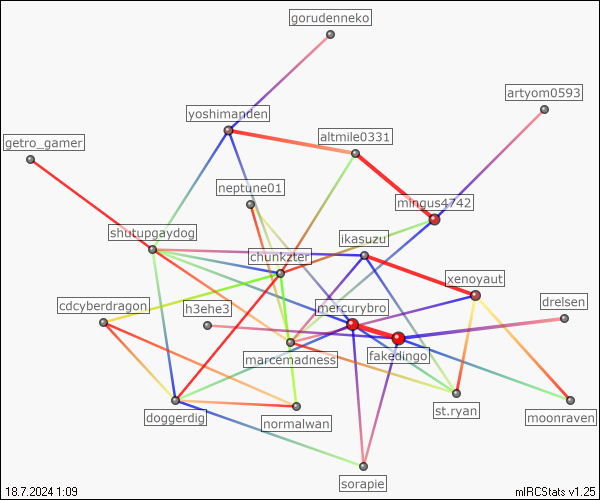 gorudenneko
artyom0593
yoshimanden
altmile0331
getro_gamer
neptune01
mingus4742
shutupgaydog
ikasuzu
chunkzter
xenoyaut
cdcyberdragon
h3ehe3
mercurybro
drelsen
marcemadness
fakedingo
doggerdig
normalwan
st.ryan
moonraven
sorapie
18.7.2024 1:09
mIRCStats v1.25